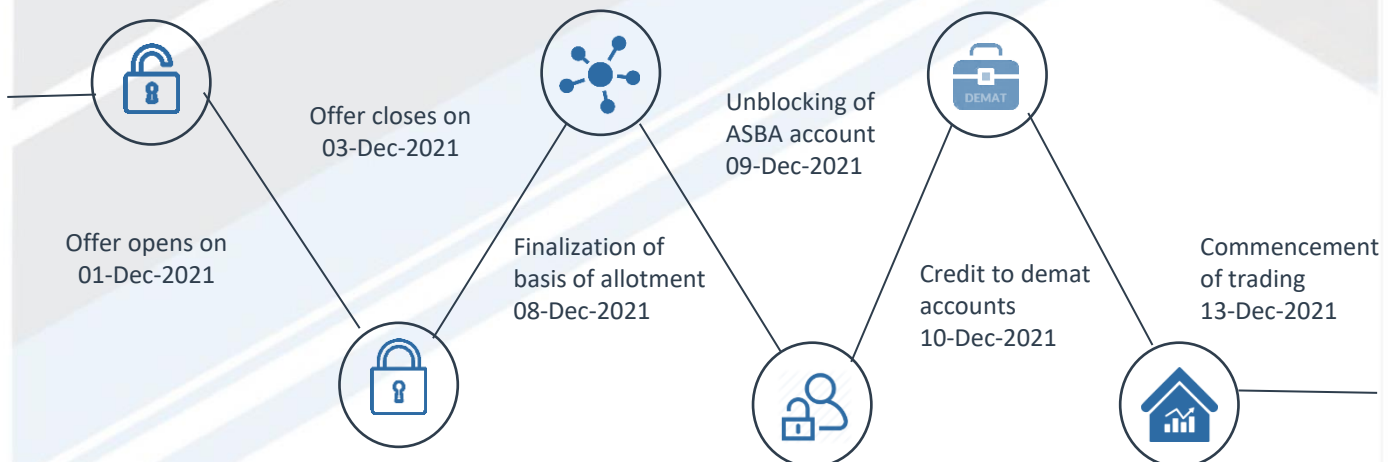 Offer opens on
01-Dec-2021
Offer closes on
03-Dec-2021
Finalization of
basis of allotment
08-Dec-2021
Unblocking of
ASBA account
09-Dec-2021
DEMAT
Credit to demat
accounts
10-Dec-2021
Commencement
of trading
13-Dec-2021